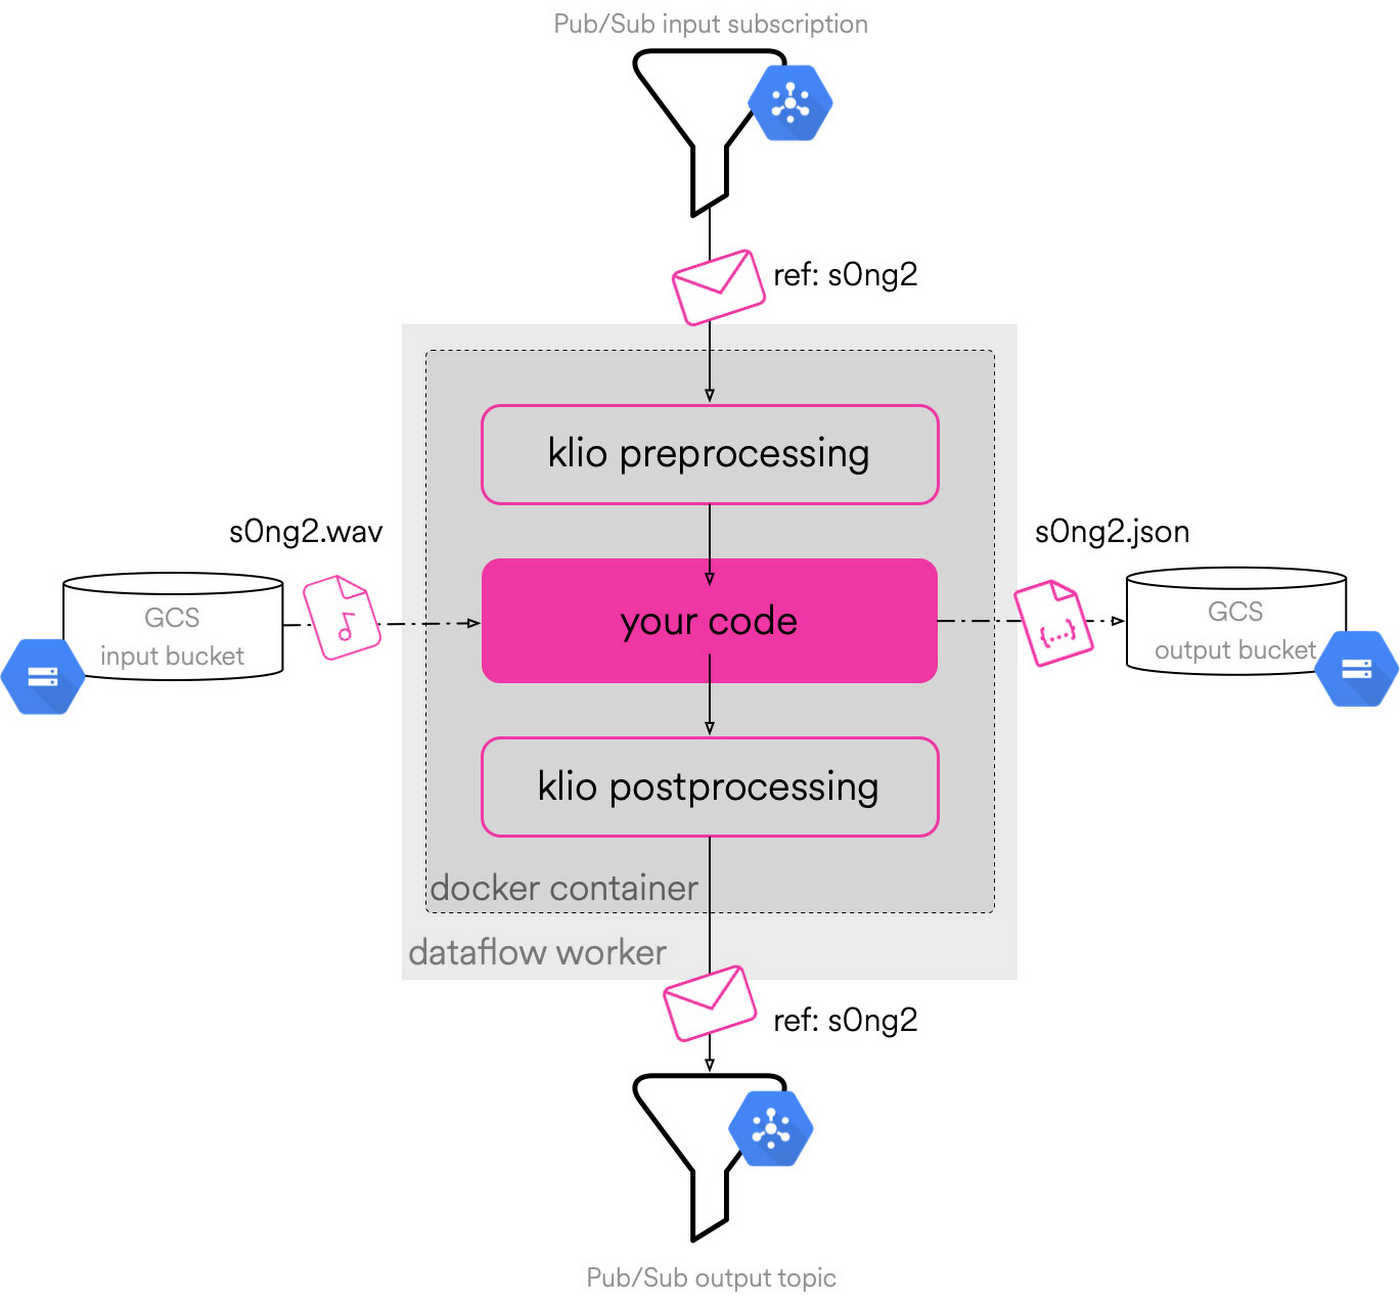 Pub/Sub input subscription
ref: s0ng2
klio preprocessing
s0ng2.wav
s0ng2.json
GCS
input bucket
your code
{...}
GCS
output bucket
klio postprocessing
docker container
dataflow worker
ref: s0ng2
Pub/Sub output topic